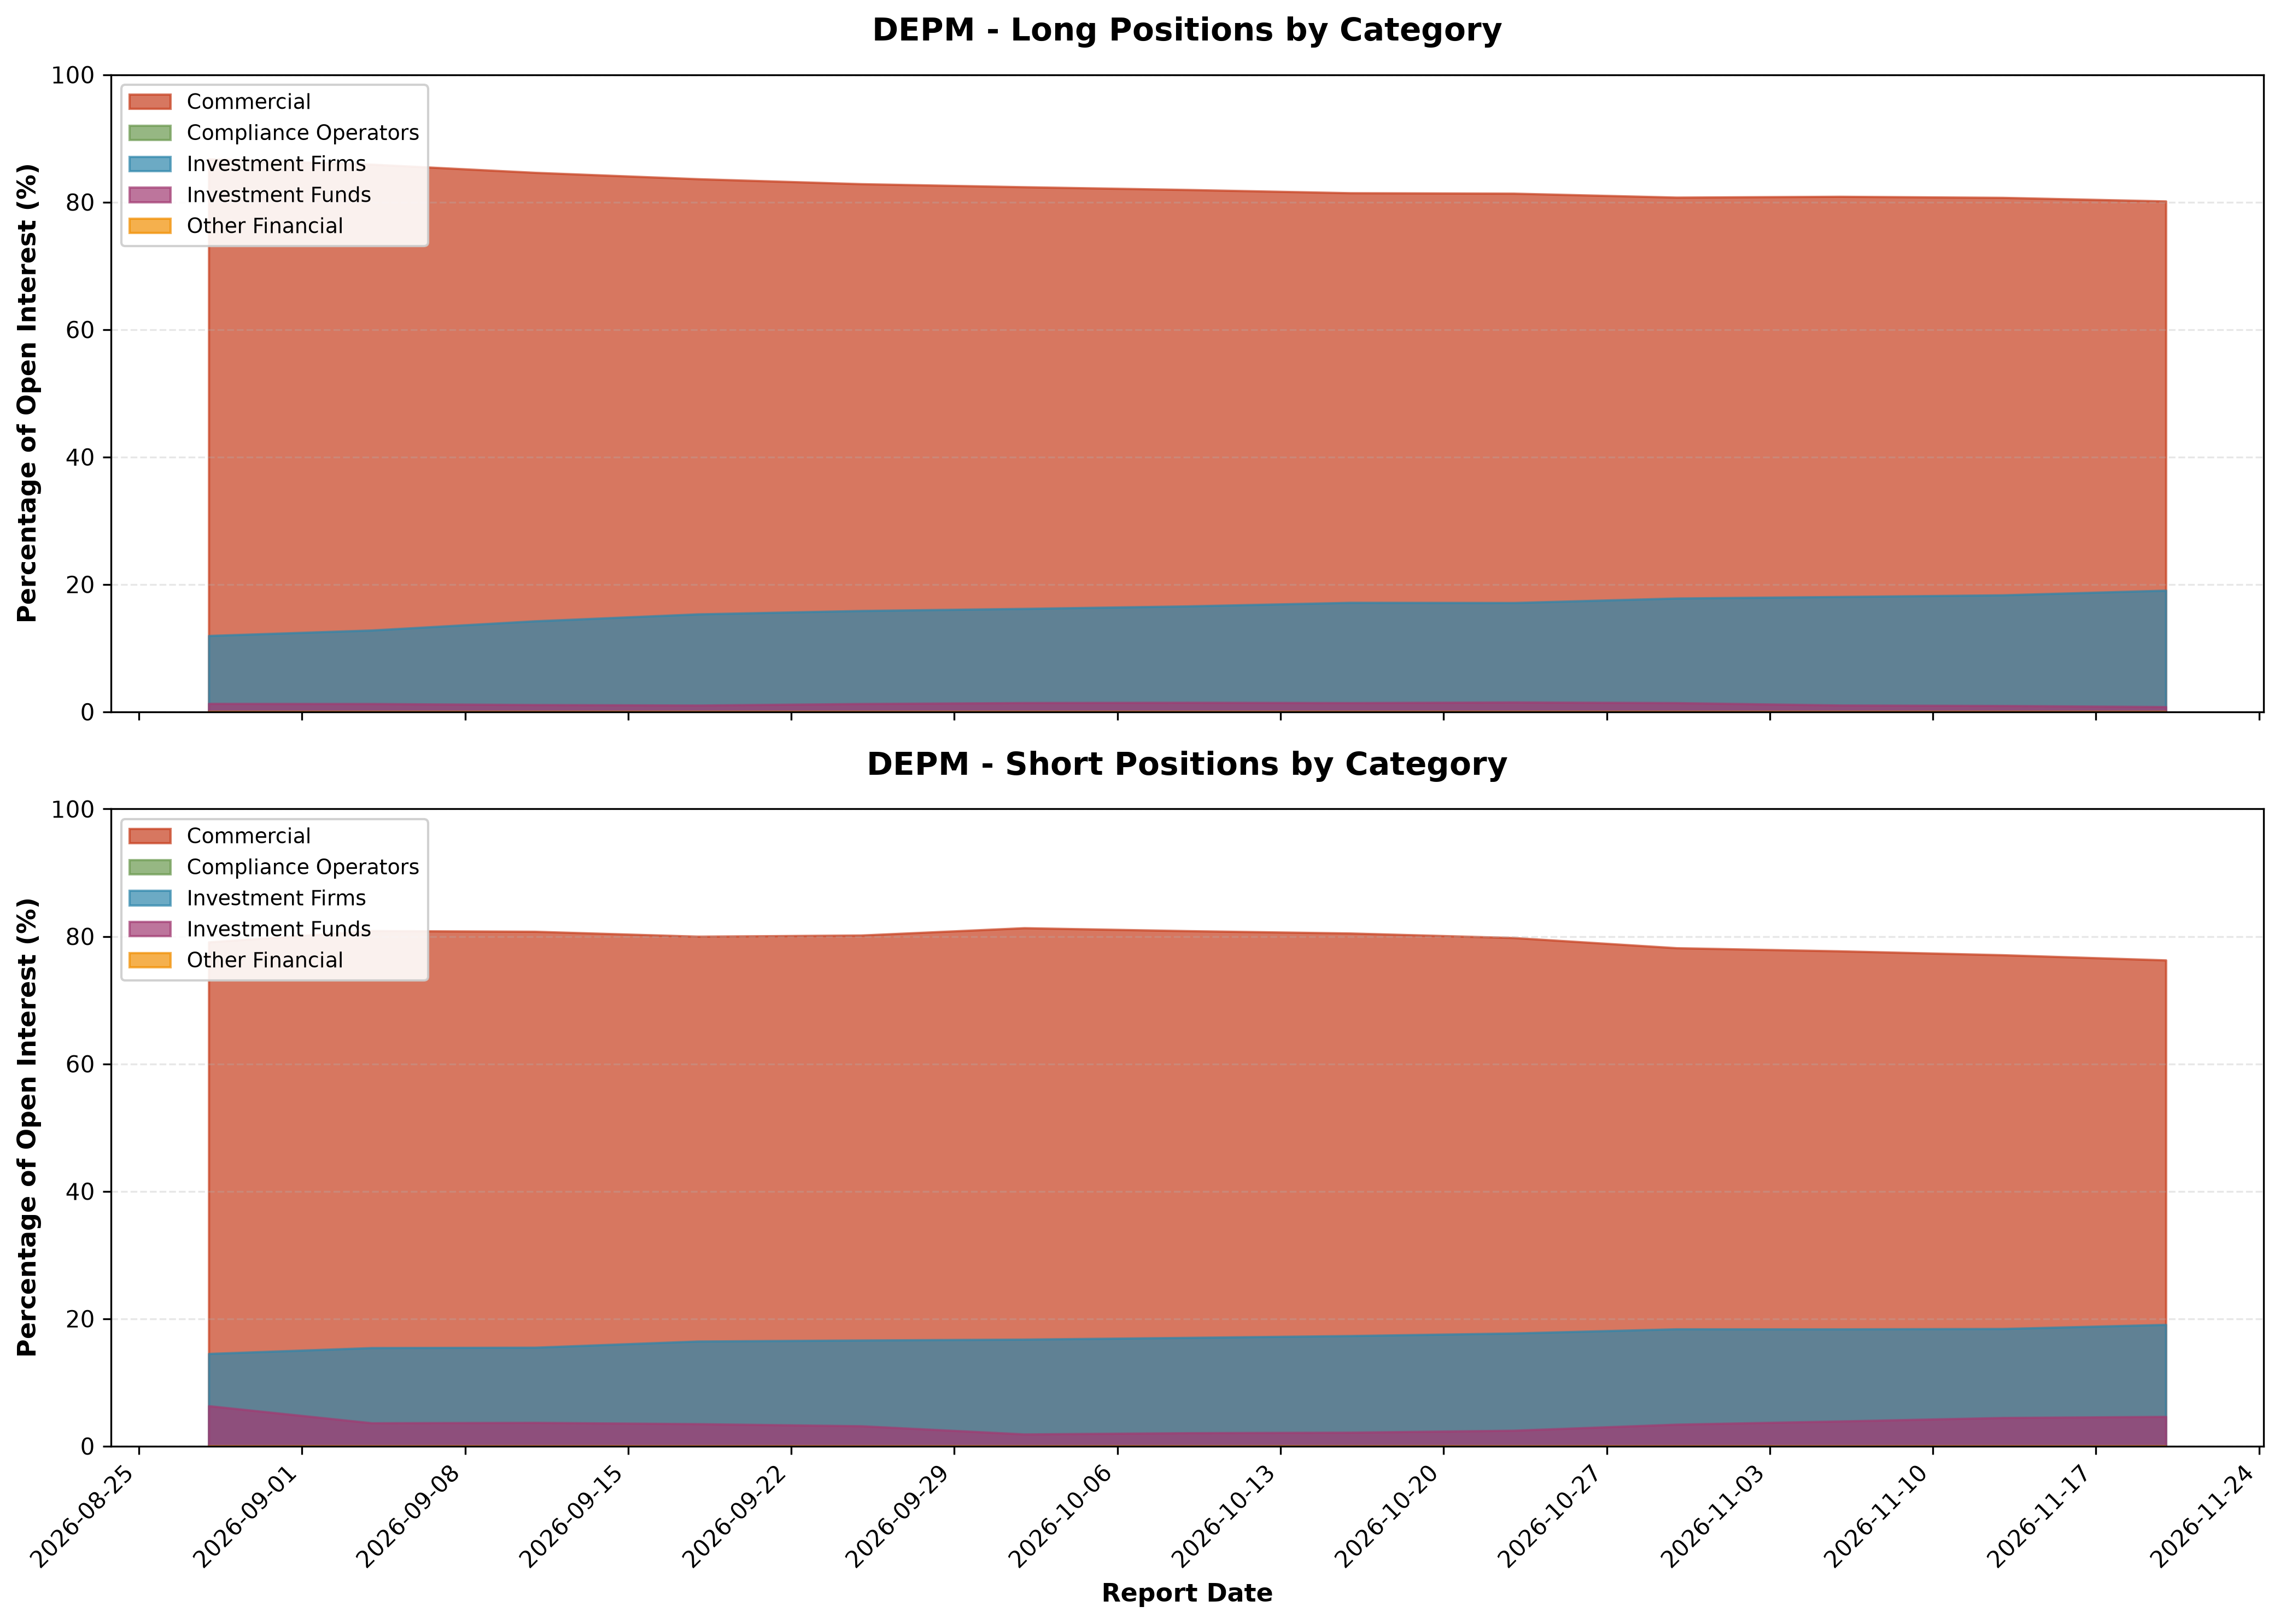 DEPM - Long Positions by Category
Percentage of Open Interest (%)
100
80
60
40
20
0
Commercial
Compliance Operators
Investment Firms
Investment Funds
Other Financial
DEPM - Short Positions by Category
Percentage of Open Interest (%)
100
80
60
40
20
0
Commercial
Compliance Operators
Investment Firms
Investment Funds
Other Financial
2026-08-25
2026-09-01
2026-09-08
2026-09-15
2026-09-22
2026-09-29
2026-10-06
2026-10-13
2026-10-20
2026-10-27
2026-11-03
2026-11-10
2026-11-17
2026-11-24
Report Date